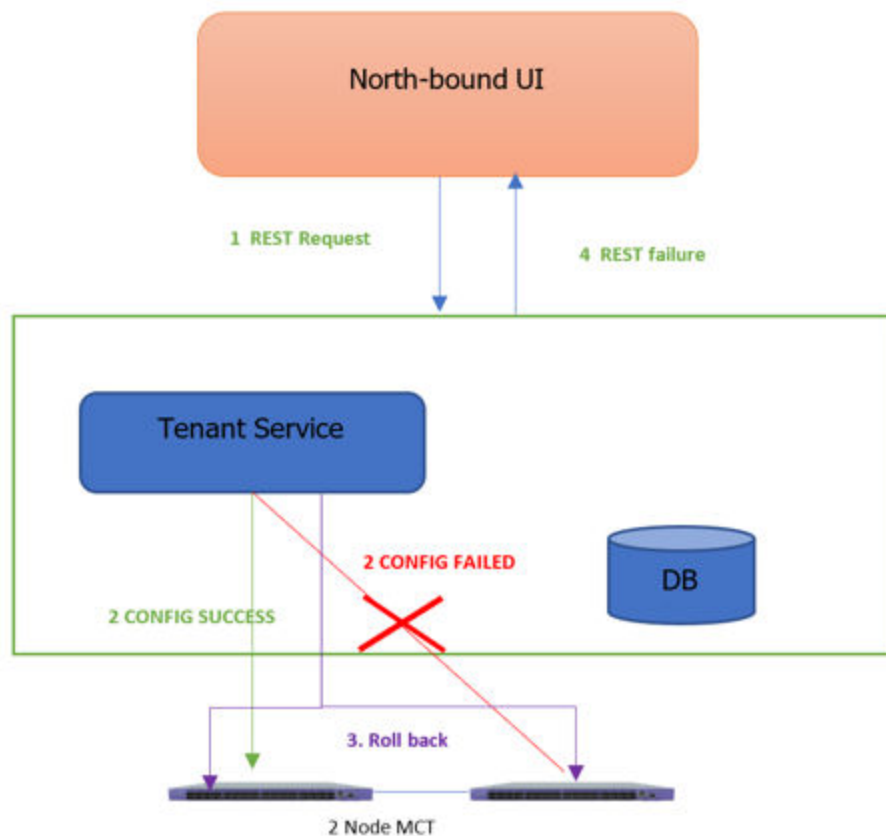 North-bound UI
1  REST Request
4  REST failure
Tenant Service
2 CONFIG FAILED
DB
2 CONFIG SUCCESS
3. Roll back
2 Node MCT